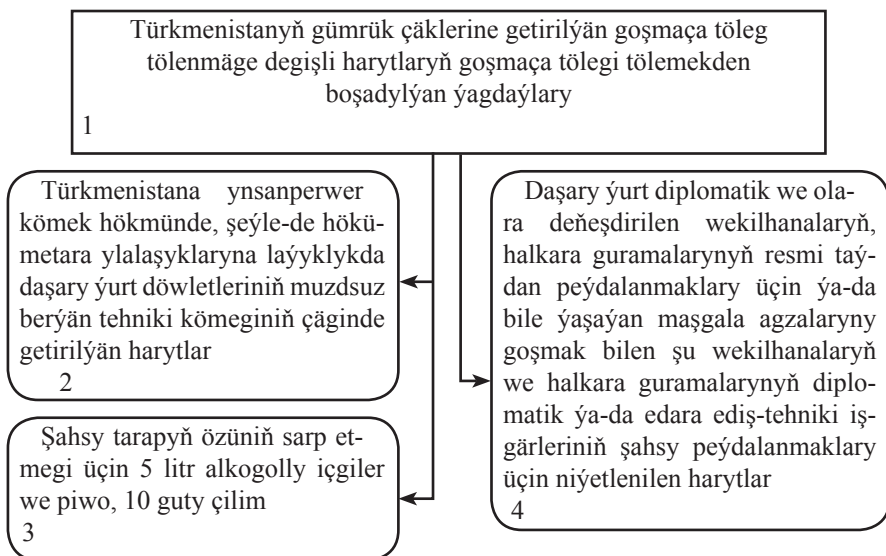 Türkmenistanyň gümrük çäklerine getirilýän goşmaça töleg
tölenmäge degişli harytlaryň goşmaça tölegi tölemekden
boşadylýan ýagdaýlary
1
Türkmenistana ynsanperwer
kömek hökmünde, şeýle-de hökü-
metara ylalaşyklaryna laýyklykda
daşary ýurt döwletleriniň muzdsuz
berýän tehniki kömeginiň çäginde
getirilýän harytlar
2
Şahsy tarapyň özüniň sarp et-
megi üçin 5 litr alkogolly içgiler
we piwo, 10 guty çilim
3
Daşary ýurt diplomatik we ola-
ra deňeşdirilen wekilhanalaryň,
halkara guramalarynyň resmi taý-
dan peýdalanmaklary üçin ýa-da
bile ýaşaýan maşgala agzalaryny
goşmak bilen şu wekilhanalaryň
we halkara guramalarynyň diplo-
matik ýa-da edara ediş-tehniki iş-
gärleriniň şahsy peýdalanmaklary
üçin niýetlenilen harytlar
4